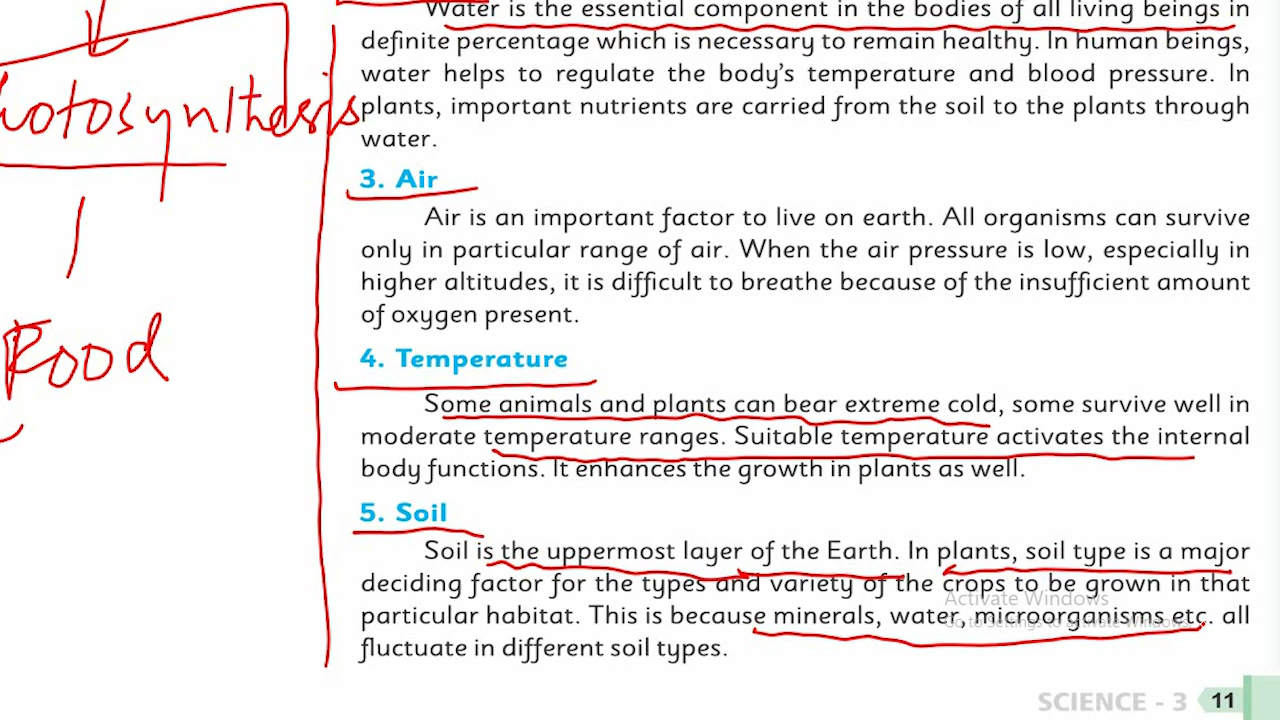 Water is the essential component in the bodies of all living beings in
definite percentage which is necessary to remain healthy. In human beings,
water helps to regulate the body's temperature and blood pressure. In
plants, important nutrients are carried from the soil to the plants through
water.
3. Air
Air is an important factor to live on earth. All organisms can survive
only in particular range of air. When the air pressure is low, especially in
higher altitudes, it is difficult to breathe because of the insufficient amount
of oxygen present.
4. Temperature
Some animals and plants can bear extreme cold, some survive well in
moderate temperature ranges. Suitable temperature activates the internal
body functions. It enhances the growth in plants as well.
5. Soil
Soil is the uppermost layer of the Earth. In plants, soil type is a major
deciding factor for the types and variety of the crops to be grown in that
particular habitat. This is because minerals, water, microorganisms etc. all
fluctuate in different soil types.
SCIENCE - 3 11
hotosynthesis
Food
Activate Windows
Go to Settings to activate Windows.